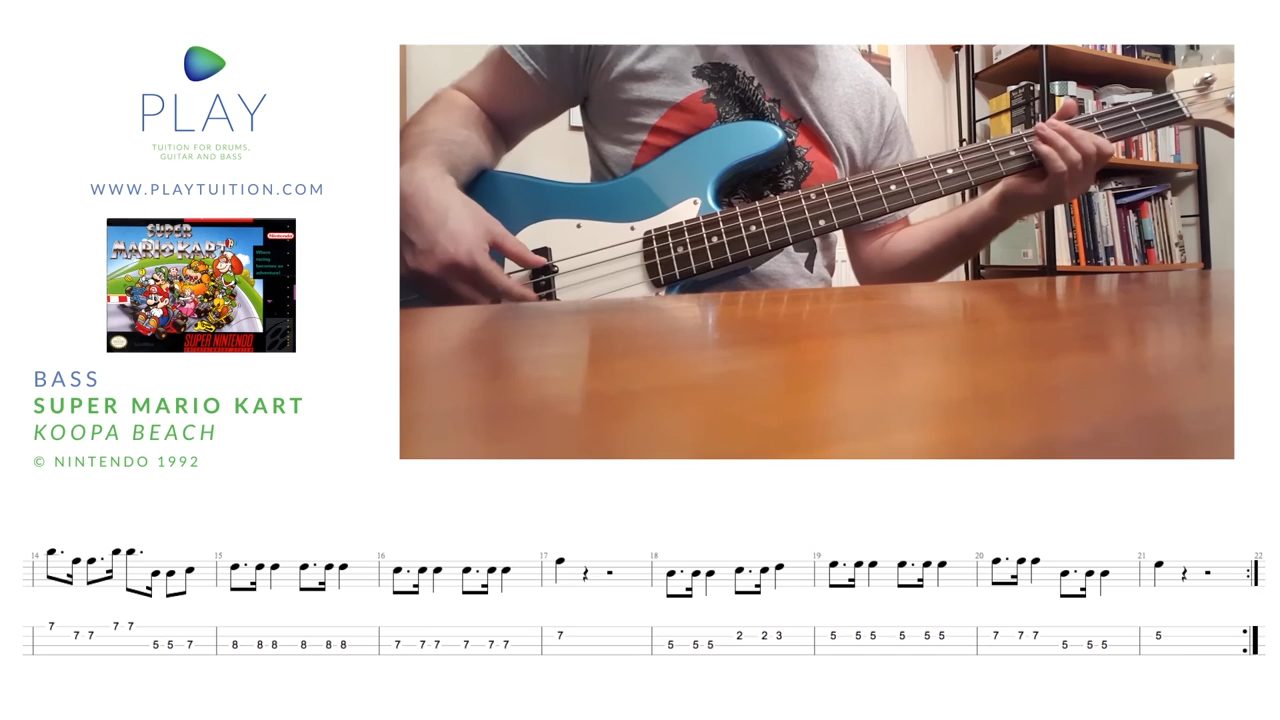 PLAY
TUITION FOR DRUMS,
GUITAR AND BASS
WWW.PLAYTUITION.COM
SUPER
MARIO KART
Nintendo
SUPER NINTENDO
BASS
SUPER MARIO KART
KOOPA BEACH
© NINTENDO 1992
14 15 16 17 18 19 20 21 22
7 7 7 7 7 5 5 7 8 8 8 8 8 8 7 7 7 7 7 7 7 5 5 5 2 2 3 5 5 5 5 5 5 7 7 7 5 5 5 5